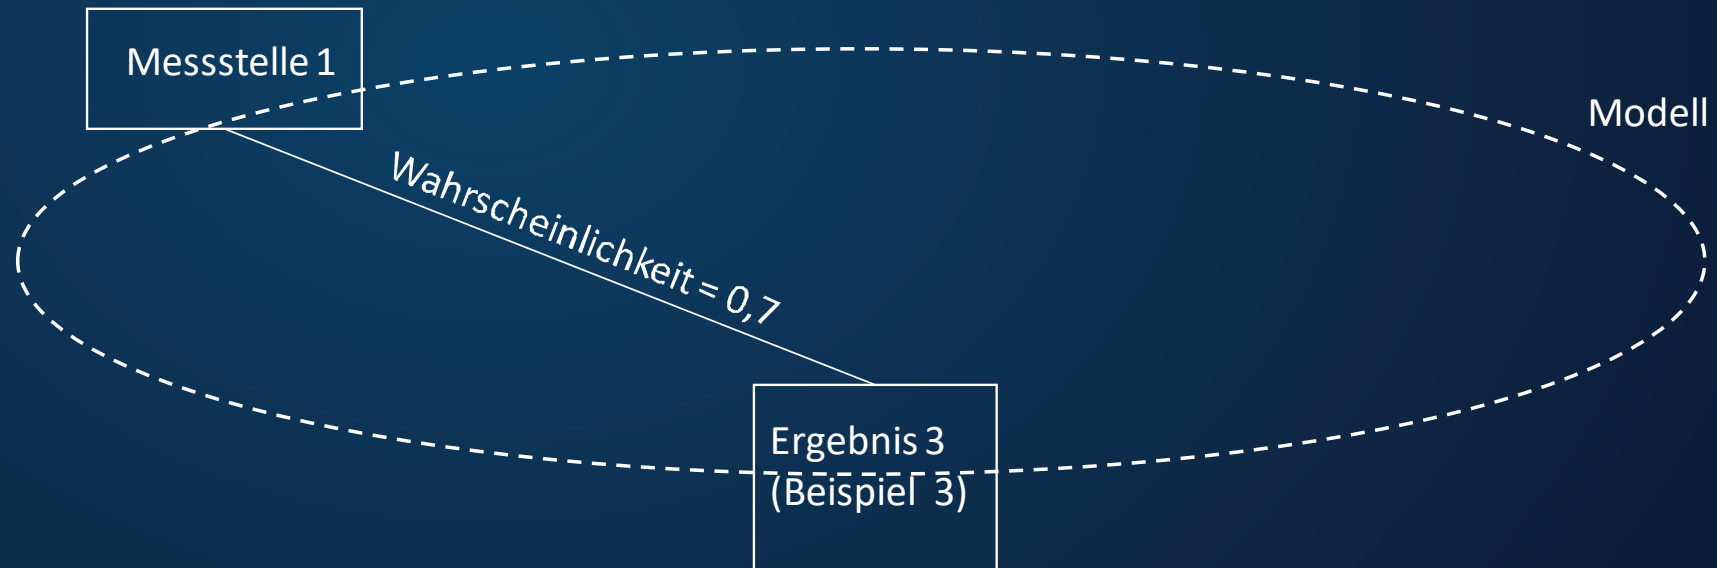 Messstelle 1
Modell
Wahrscheinlichkeit = 0,7
Ergebnis 3
(Beispiel 3)